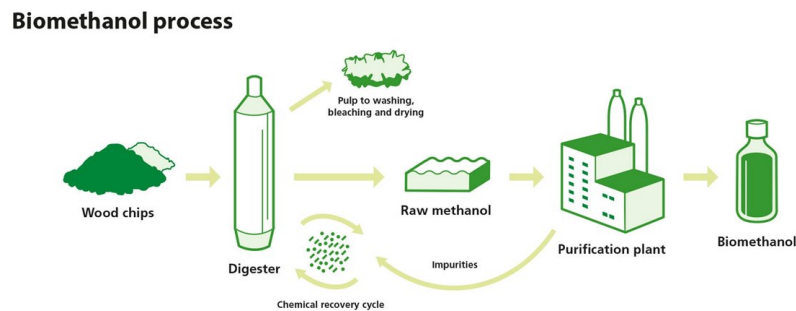 Biomethanol process
Pulp to washing,
bleaching and drying
Wood chips
Raw methanol
Digester
Purification plant
Biomethanol
Impurities
Chemical recovery cycle